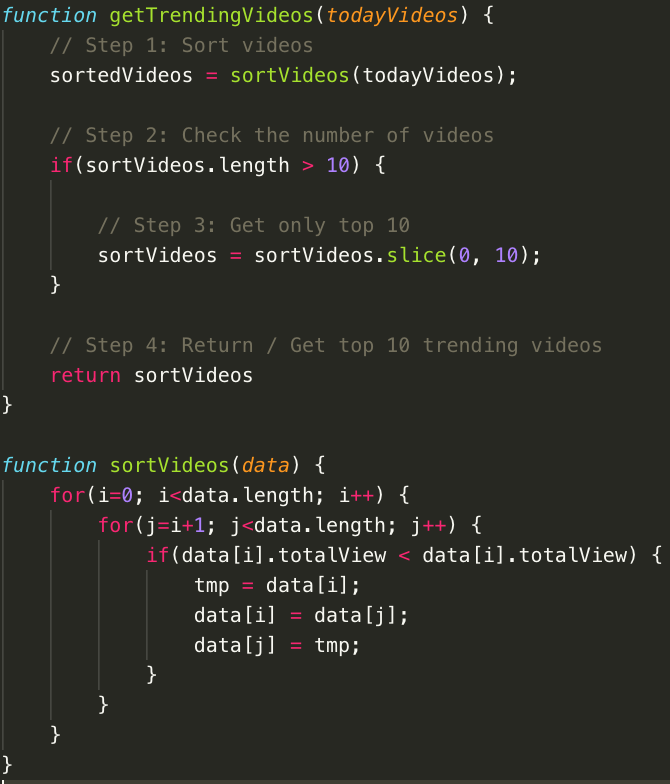 function getTrendingVideos(todayVideos) {
    // Step 1: Sort videos
    sortedVideos = sortVideos(todayVideos);

    // Step 2: Check the number of videos
    if(sortVideos.length > 10) {

        // Step 3: Get only top 10
        sortVideos = sortVideos.slice(0, 10);
    }

    // Step 4: Return / Get top 10 trending videos
    return sortVideos
}

function sortVideos(data) {
    for(i=0; i<data.length; i++) {
        for(j=i+1; j<data.length; j++) {
            if(data[i].totalView < data[i].totalView) {
                tmp = data[i];
                data[i] = data[j];
                data[j] = tmp;
            }
        }
    }
}